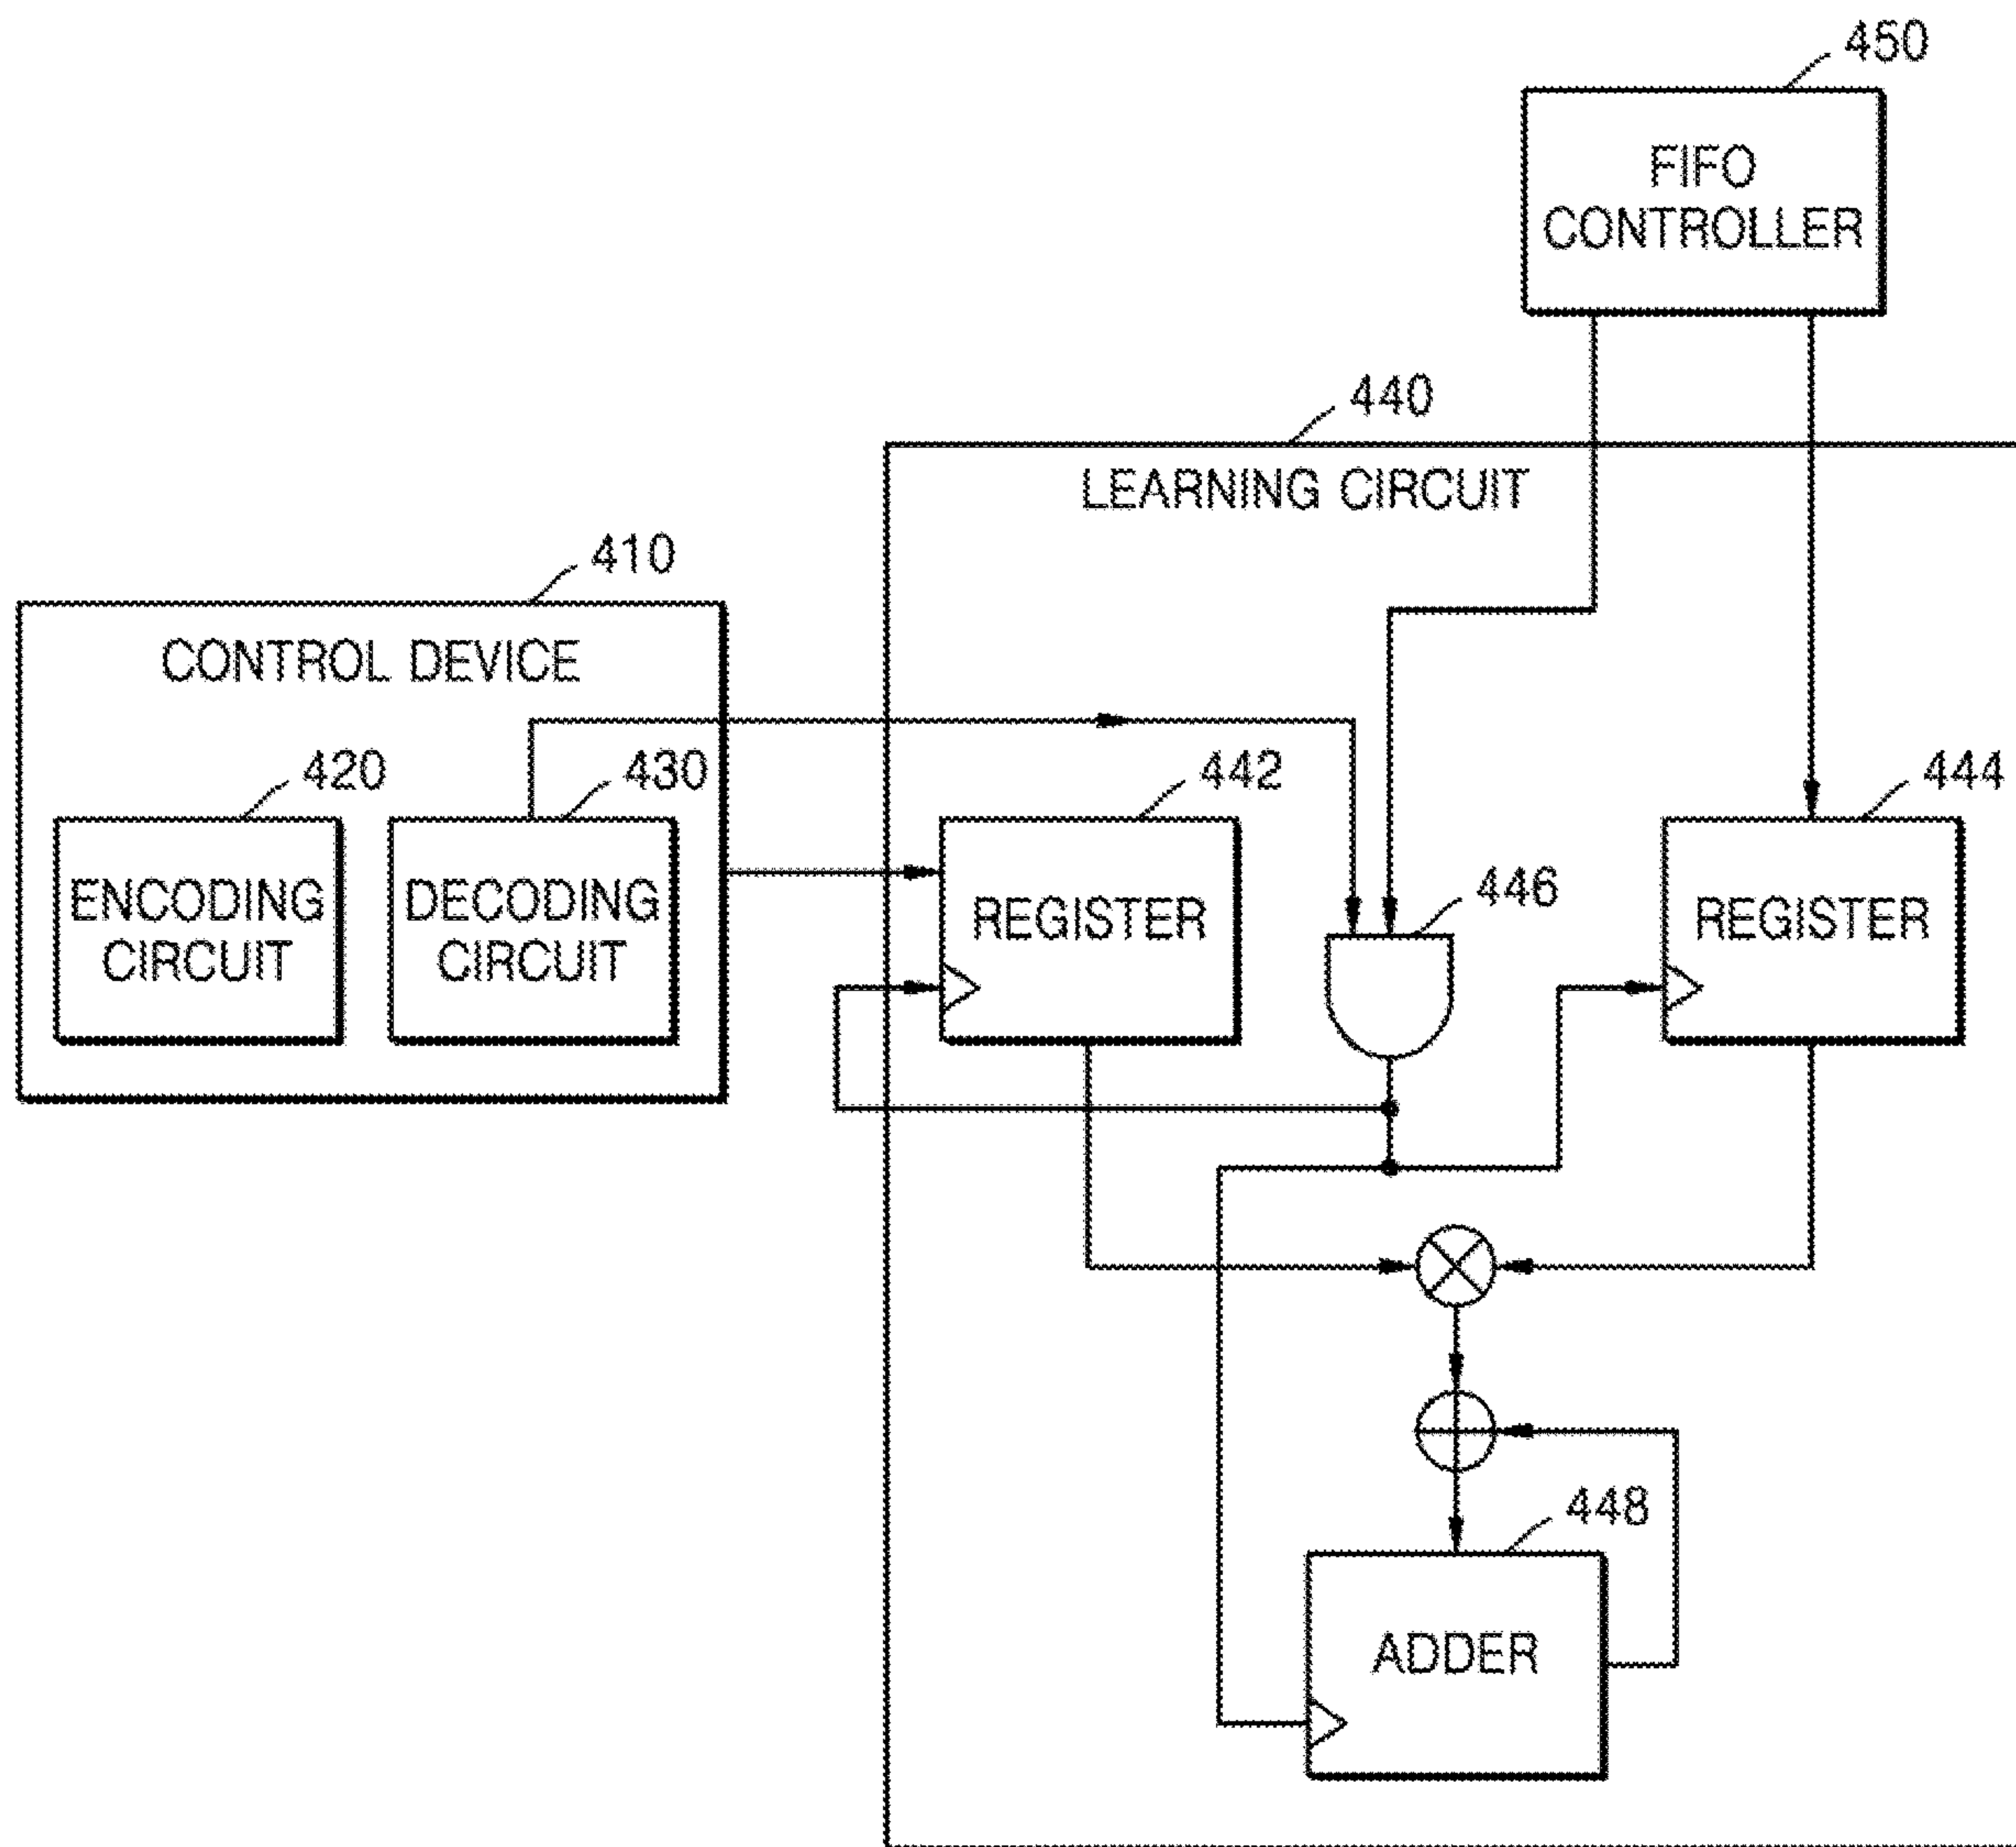 450
FIFO
CONTROLLER
440
LEARNING CIRCUIT
410
CONTROL DEVICE
420
430
442
444
ENCODING
CIRCUIT
DECODING
CIRCUIT
REGISTER
446
REGISTER
448
ADDER